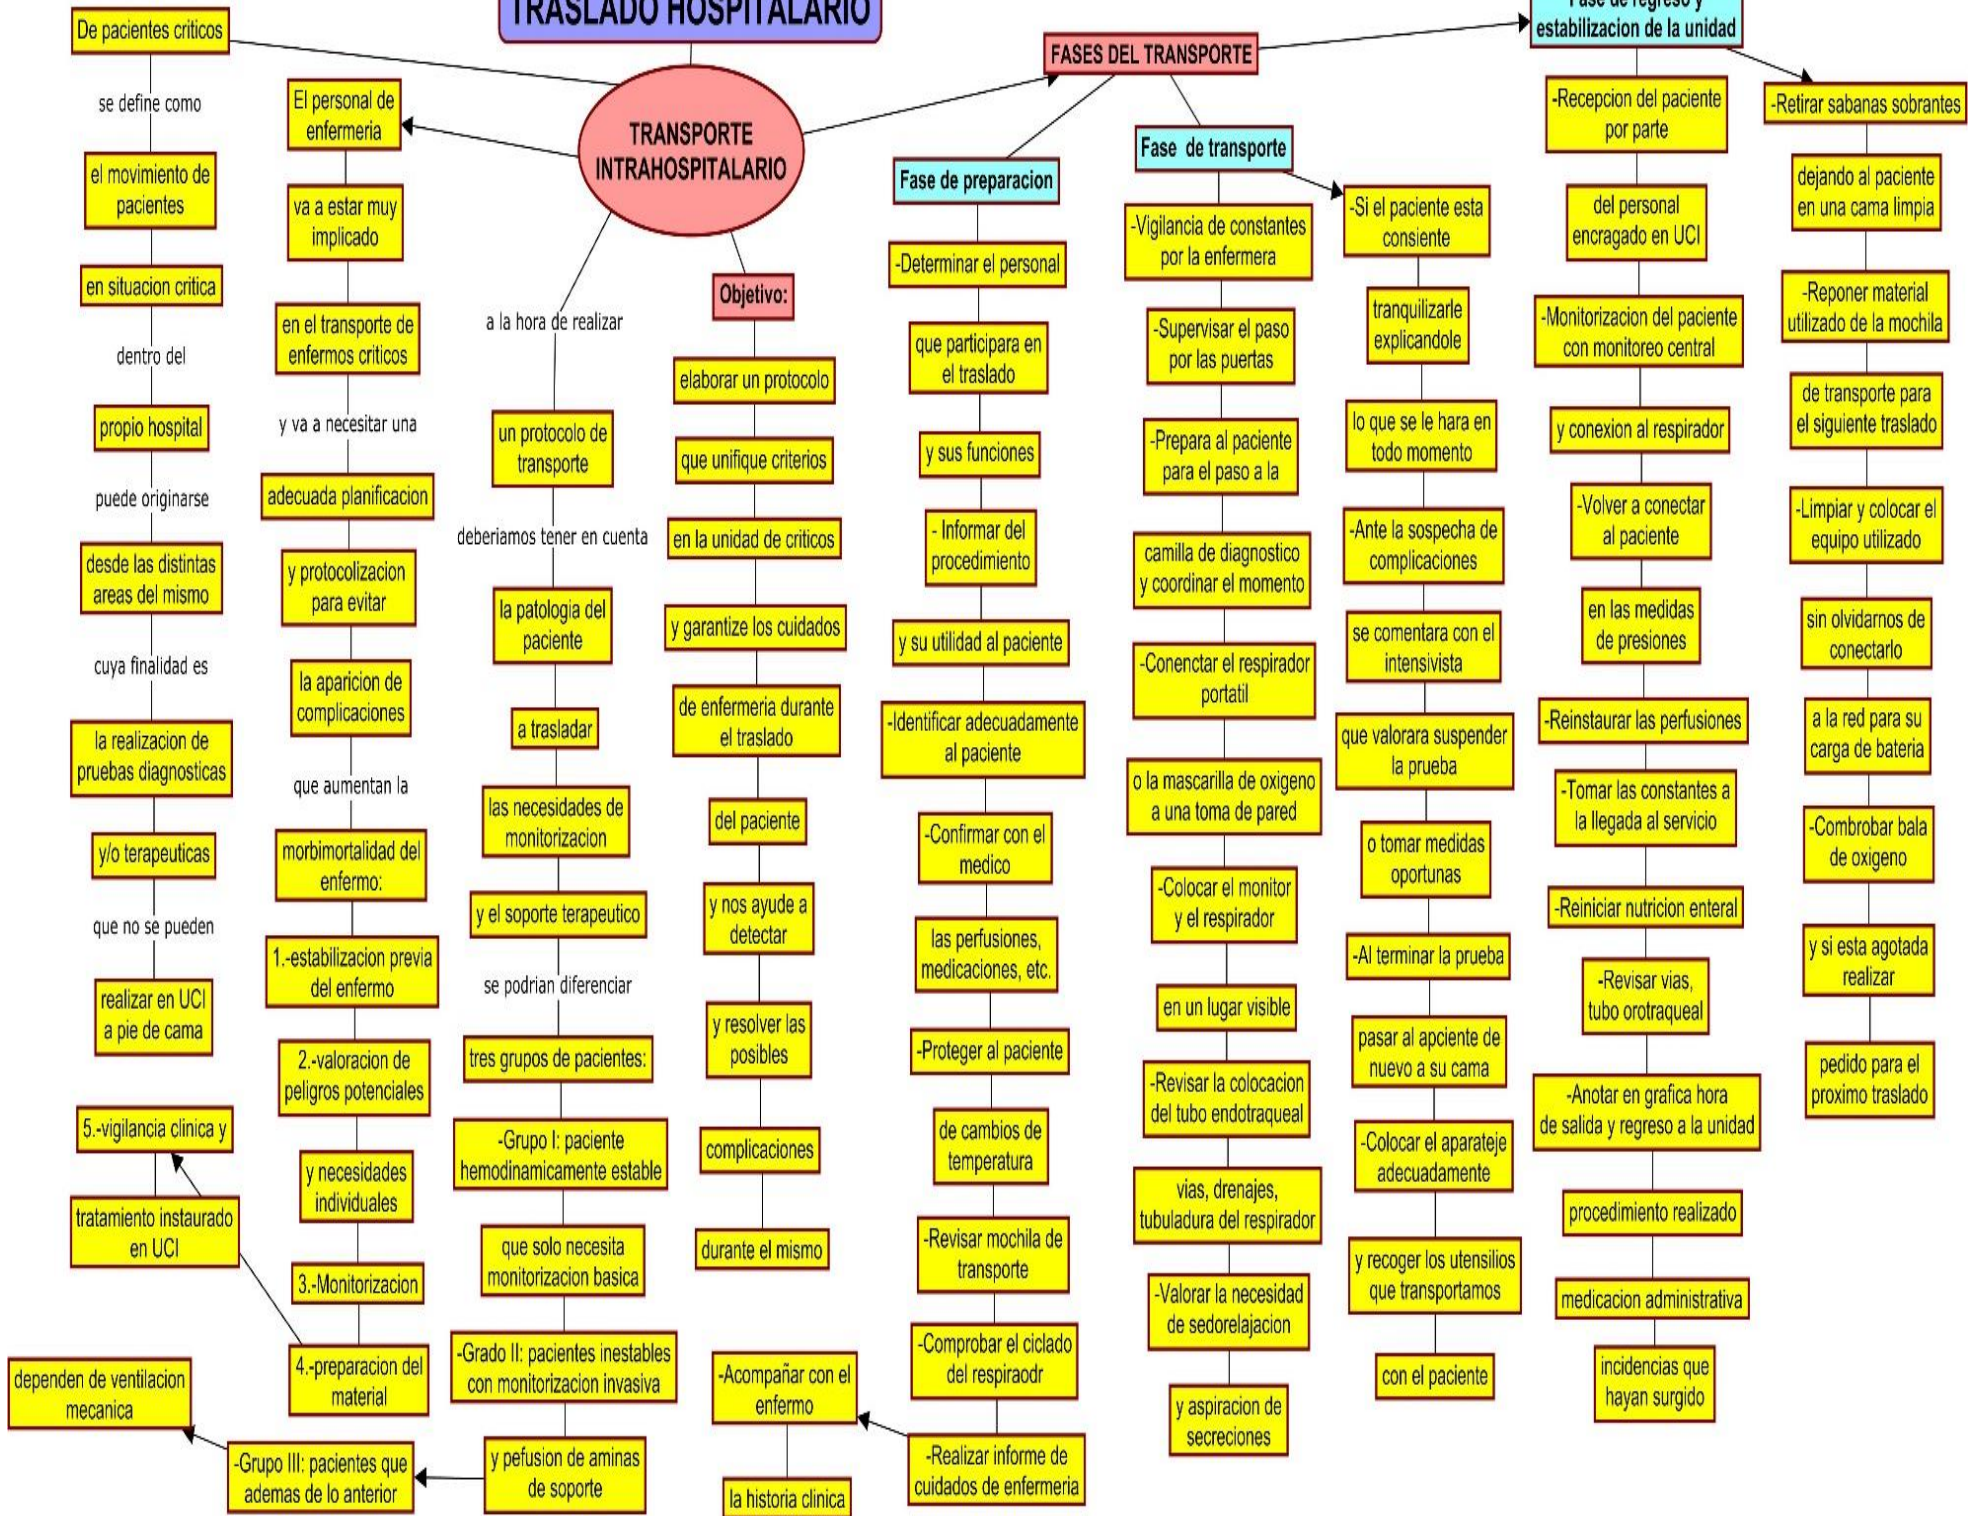 TRASLADO HOSPITALARIO
TRANSPORTE
INTRAHOSPITALARIO
De pacientes criticos
se define como
el movimiento de
pacientes
en situacion critica
dentro del
propio hospital
puede originarse
desde las distintas
areas del mismo
cuya finalidad es
la realizacion de
pruebas diagnosticas
y/o terapeuticas
que no se pueden
realizar en UCI
a pie de cama
El personal de
enfermeria
va a estar muy
implicado
en el transporte de
enfermos criticos
y va a necesitar una
adecuada planificacion
y protocolizacion
para evitar
la aparicion de
complicaciones
que aumentan la
morbimortalidad del
enfermo:
1.-estabilizacion previa
del enfermo
2.-valoracion de
peligros potenciales
y necesidades
individuales
3.-Monitorizacion
4.-preparacion del
material
5.-vigilancia clinica y
tratamiento instaurado
en UCI
a la hora de realizar
un protocolo de
transporte
deberiamos tener en cuenta
la patologia del
paciente
a trasladar
las necesidades de
monitorizacion
y el soporte terapeutico
se podrian diferenciar
tres grupos de pacientes:
-Grupo I: paciente
hemodinamicamente estable
que solo necesita
monitorizacion basica
-Grado II: pacientes inestables
con monitorizacion invasiva
y pefusion de aminas
de soporte
-Grupo III: pacientes que
ademas de lo anterior
dependen de ventilacion
mecanica
Objetivo:
elaborar un protocolo
que unifique criterios
en la unidad de criticos
y garantize los cuidados
de enfermeria durante
el traslado
del paciente
y nos ayude a
detectar
y resolver las
posibles
complicaciones
durante el mismo
FASES DEL TRANSPORTE
Fase de preparacion
-Determinar el personal
que participara en
el traslado
y sus funciones
- Informar del
procedimiento
y su utilidad al paciente
-Identificar adecuadamente
al paciente
-Confirmar con el
medico
las perfusiones,
medicaciones, etc.
-Proteger al paciente
de cambios de
temperatura
-Revisar mochila de
transporte
-Comprobar el ciclado
del respiraodr
-Realizar informe de
cuidados de enfermeria
-Acompañar con el
enfermo
la historia clinica
Fase de transporte
-Vigilancia de constantes
por la enfermera
-Supervisar el paso
por las puertas
-Prepara al paciente
para el paso a la
camilla de diagnostico
y coordinar el momento
-Conenctar el respirador
portatil
o la mascarilla de oxigeno
a una toma de pared
-Colocar el monitor
y el respirador
en un lugar visible
-Revisar la colocacion
del tubo endotraqueal
vias, drenajes,
tubuladura del respirador
-Valorar la necesidad
de sedorelajacion
y aspiracion de
secreciones
-Si el paciente esta
consiente
tranquilizarle
explicandole
lo que se le hara en
todo momento
-Ante la sospecha de
complicaciones
se comentara con el
intensivista
que valorara suspender
la prueba
o tomar medidas
oportunas
-Al terminar la prueba
pasar al apciente de
nuevo a su cama
-Colocar el aparateje
adecuadamente
y recoger los utensilios
que transportamos
con el paciente
Fase de regreso y
estabilizacion de la unidad
-Recepcion del paciente
por parte
del personal
encragado en UCI
-Monitorizacion del paciente
con monitoreo central
y conexion al respirador
-Volver a conectar
al paciente
en las medidas
de presiones
-Reinstaurar las perfusiones
-Tomar las constantes a
la llegada al servicio
-Reiniciar nutricion enteral
-Revisar vias,
tubo orotraqueal
-Anotar en grafica hora
de salida y regreso a la unidad
procedimiento realizado
medicacion administrativa
incidencias que
hayan surgido
-Retirar sabanas sobrantes
dejando al paciente
en una cama limpia
-Reponer material
utilizado de la mochila
de transporte para
el siguiente traslado
-Limpiar y colocar el
equipo utilizado
sin olvidarnos de
conectarlo
a la red para su
carga de bateria
-Combrobar bala
de oxigeno
y si esta agotada
realizar
pedido para el
proximo traslado